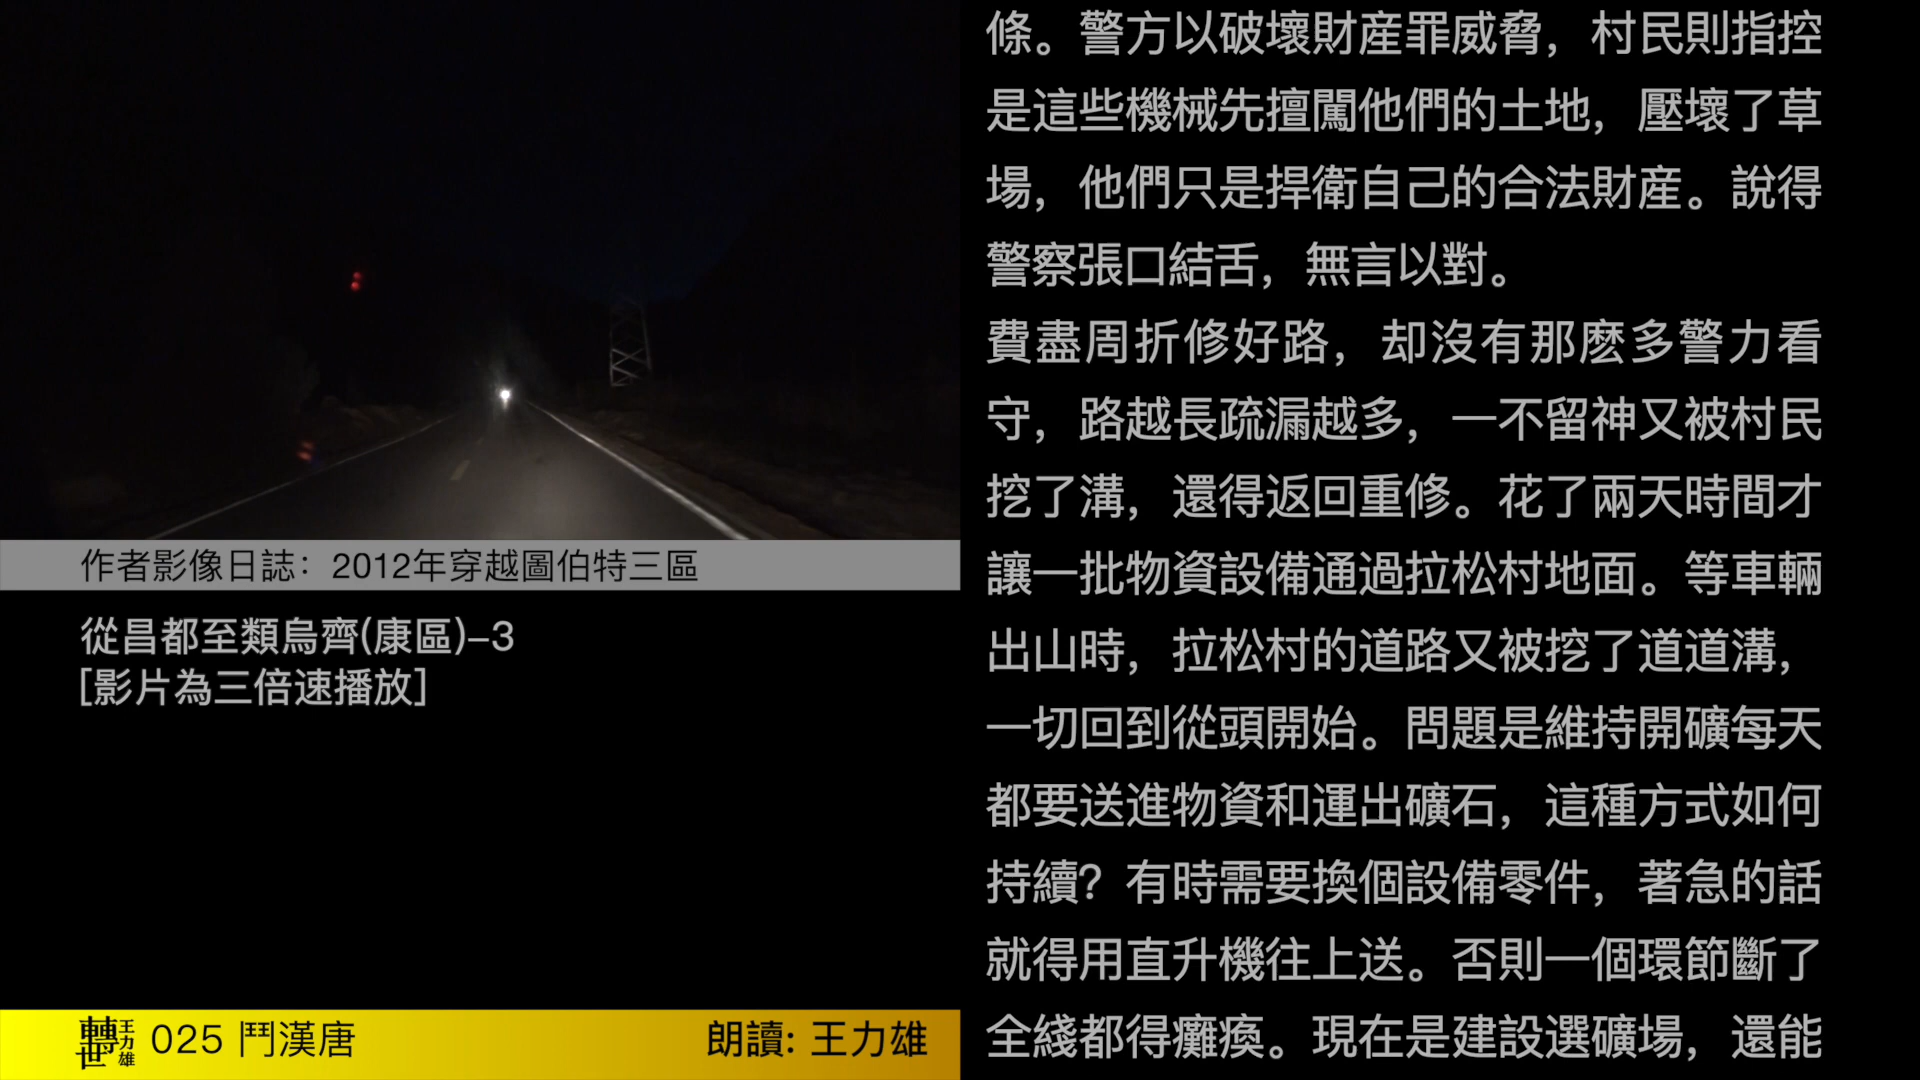 作者影像日誌：2012年穿越圖伯特三區
從昌都至類烏齊(康區)–3
[影片為三倍速播放]
轉世
王力雄
025 鬥漢唐
朗讀: 王力雄
條。警方以破壞財産罪威脅，村民則指控
是這些機械先擅闖他們的土地，壓壞了草
場，他們只是捍衛自己的合法財産。說得
警察張口結舌，無言以對。
費盡周折修好路，却沒有那麽多警力看
守，路越長疏漏越多，一不留神又被村民
挖了溝，還得返回重修。花了兩天時間才
讓一批物資設備通過拉松村地面。等車輛
出山時，拉松村的道路又被挖了道道溝，
一切回到從頭開始。問題是維持開礦每天
都要送進物資和運出礦石，這種方式如何
持續？有時需要換個設備零件，著急的話
就得用直升機往上送。否則一個環節斷了
全綫都得癱瘓。現在是建設選礦場，還能